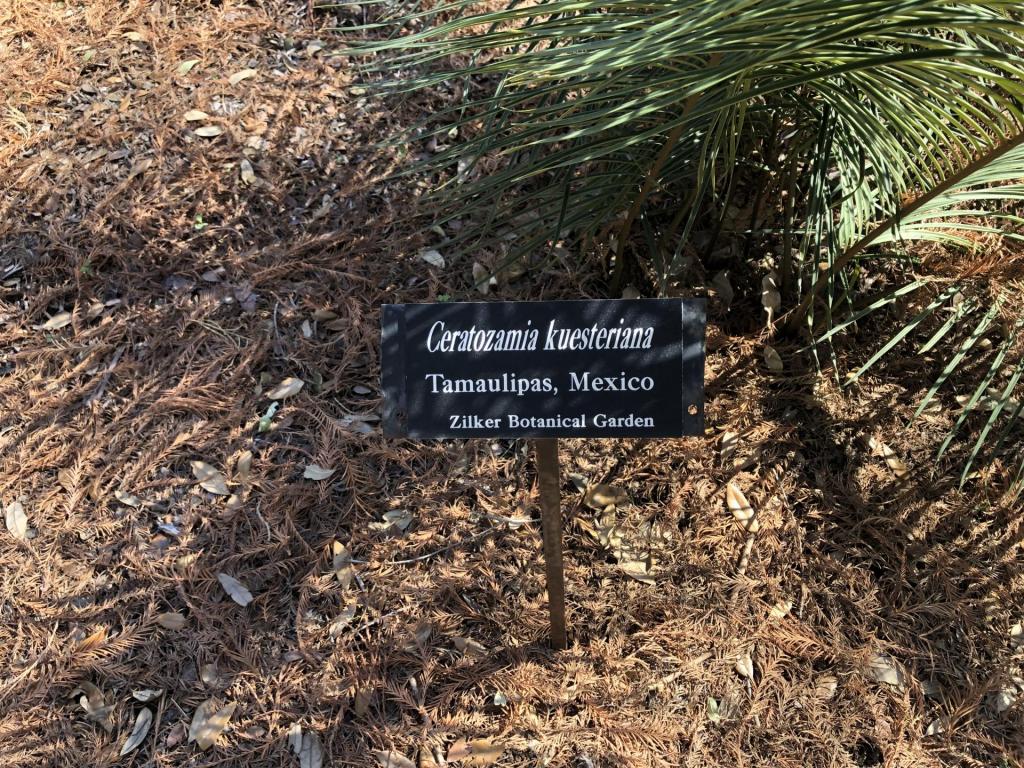 Ceratozamia kuesteriana
Tamaulipas, Mexico
Zilker Botanical Garden